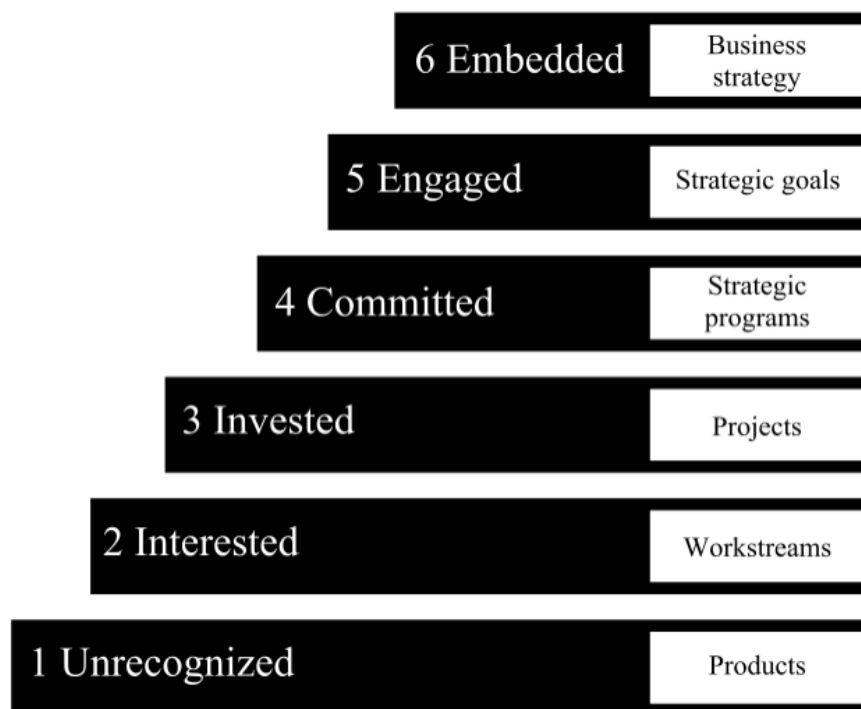 6 Embedded
Business
strategy
5 Engaged
Strategic goals
4 Committed
Strategic
programs
3 Invested
Projects
2 Interested
Workstreams
1 Unrecognized
Products